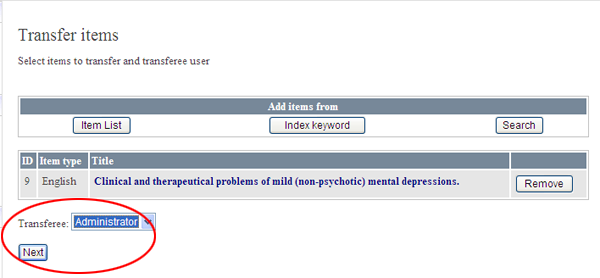 Transfer items
Select items to transfer and transferee user
Add items from
Item List Index keyword Search
ID Item type Title
9 English Clinical and therapeutical problems of mild (non-psychotic) mental depressions. Remove
Transferee: Administrator
Next